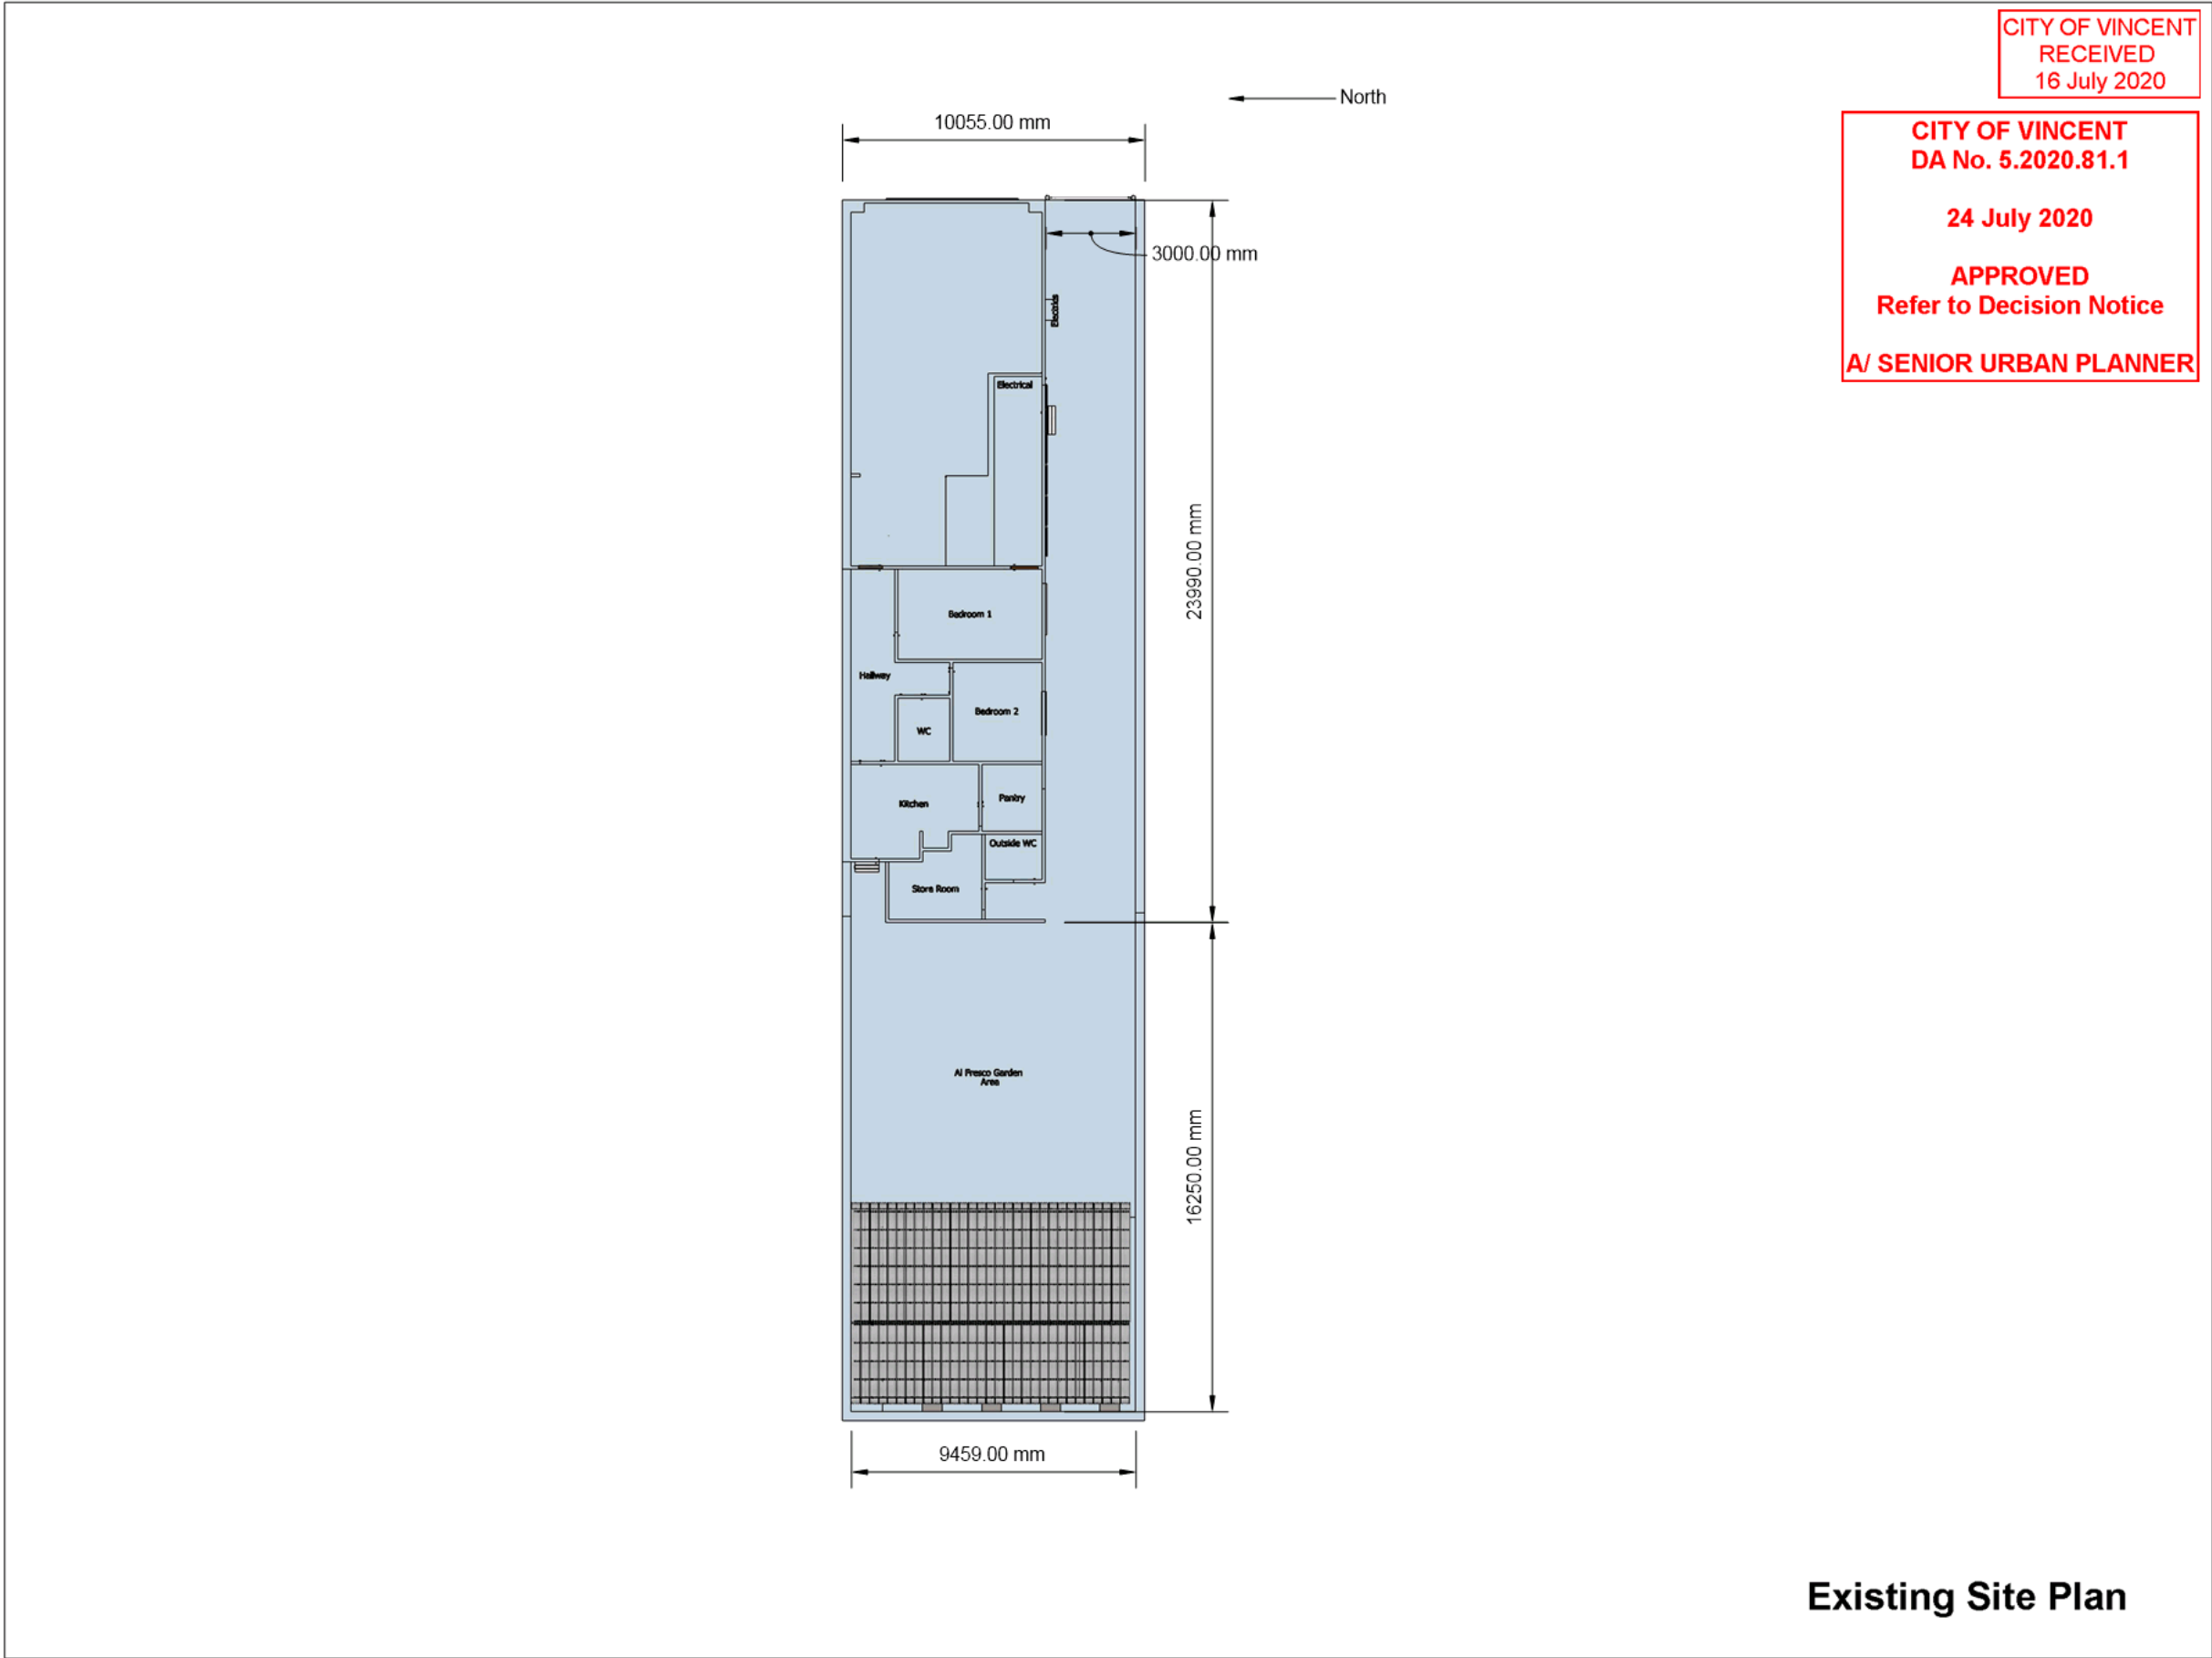 CITY OF VINCENT
RECEIVED
16 July 2020
CITY OF VINCENT
DA No. 5.2020.81.1
24 July 2020
APPROVED
Refer to Decision Notice
A/ SENIOR URBAN PLANNER
North
10055.00 mm
3000.00 mm
Electrics
Electrical
23990.00 mm
Bedroom 1
Hallway
Bedroom 2
WC
Kitchen
Pantry
Outside WC
Store Room
Al Fresco Garden
Area
16250.00 mm
9459.00 mm
Existing Site Plan